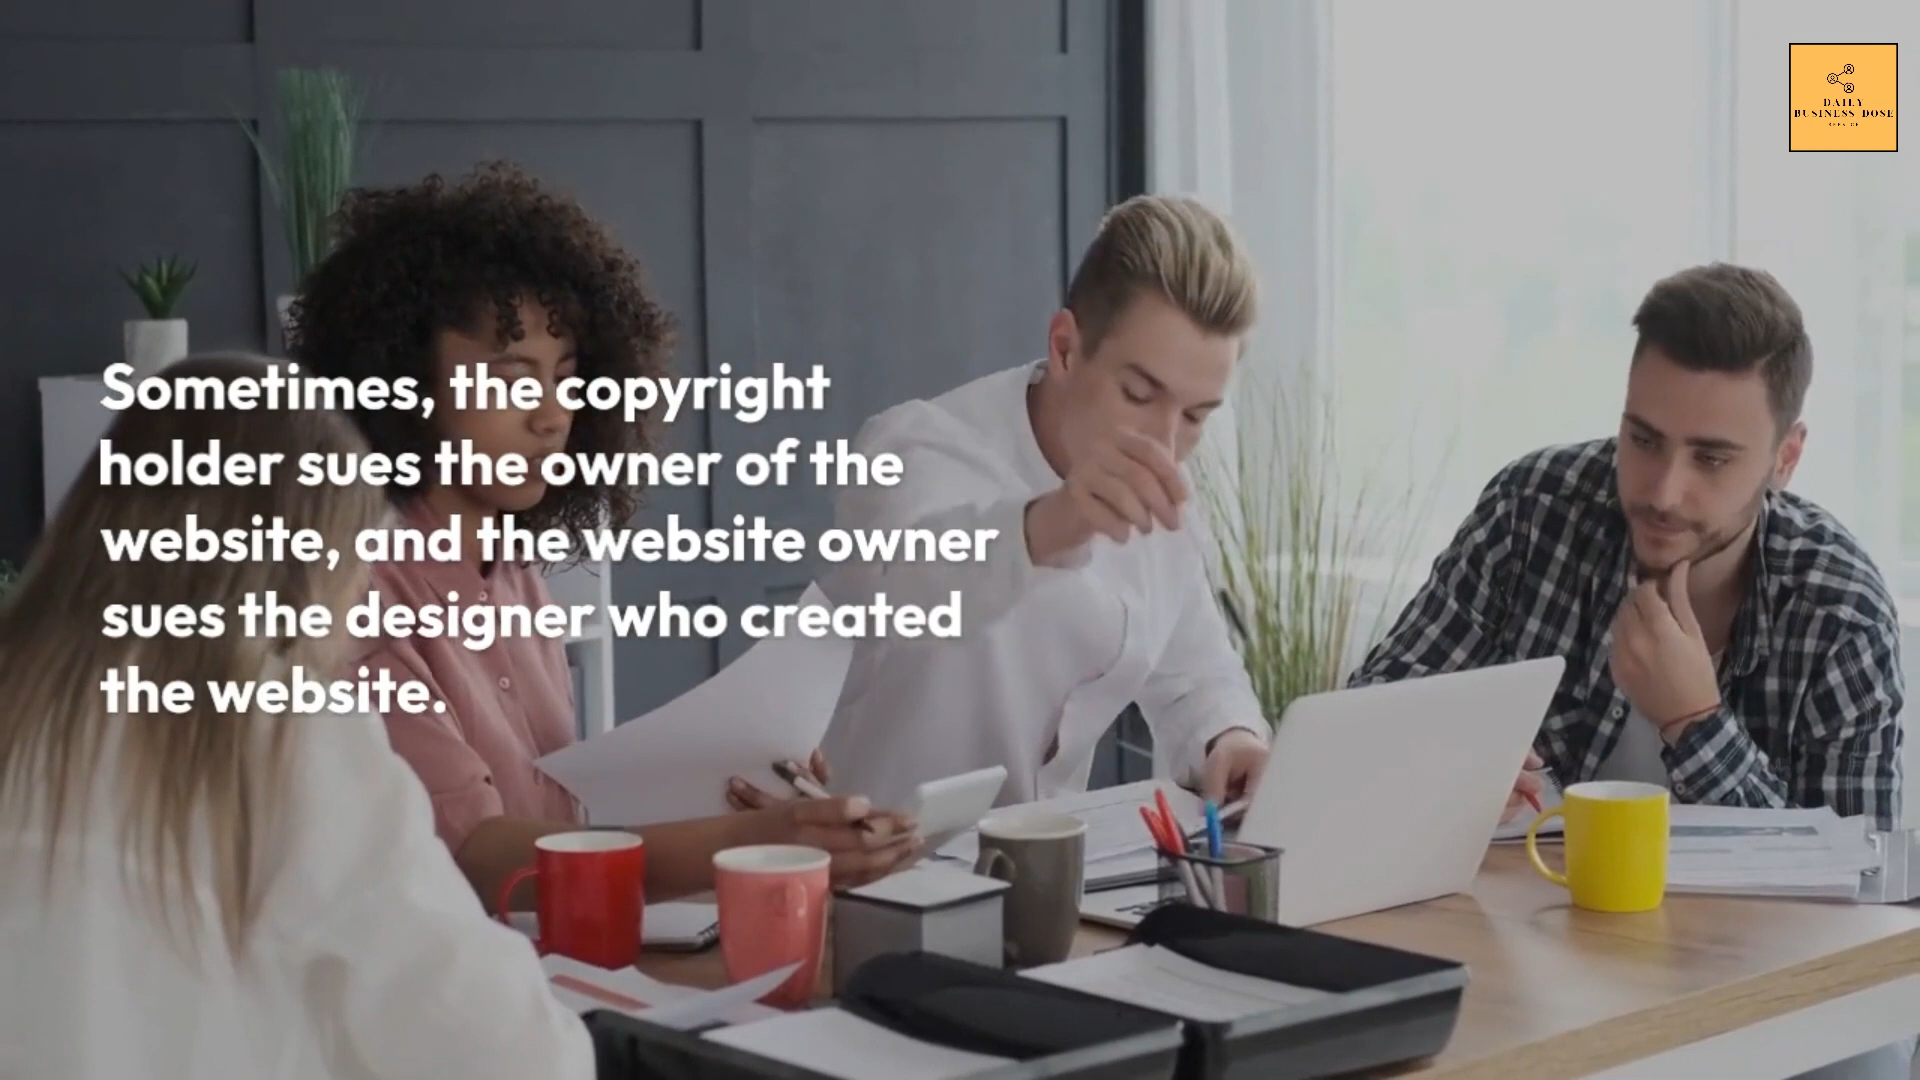 DAILY
BUSINESS DOSE
Sometimes, the copyright
holder sues the owner of the
website, and the website owner
sues the designer who created
the website.